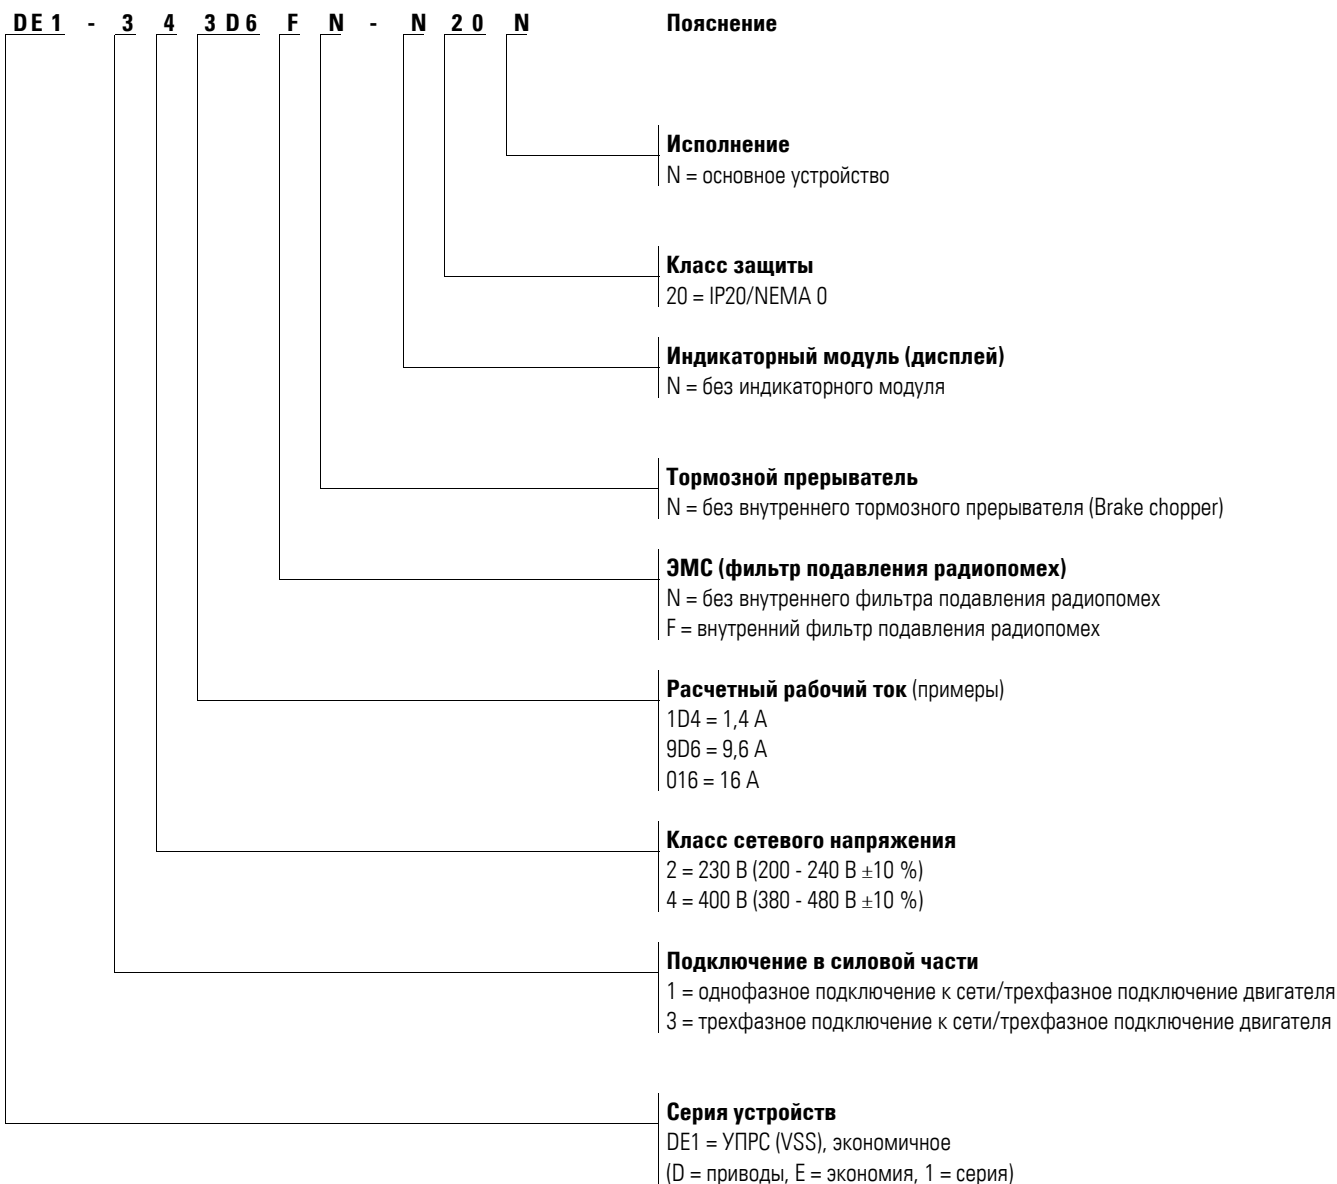 DE1 - 3 4 3D6 F N - N 20 N Пояснение
Исполнение
N = основное устройство
Класс защиты
20 = IP20/NEMA 0
Индикаторный модуль (дисплей)
N = без индикаторного модуля
Тормозной прерыватель
N = без внутреннего тормозного прерывателя (Brake chopper)
ЭМС (фильтр подавления радиопомех)
N = без внутреннего фильтра подавления радиопомех
F = внутренний фильтр подавления радиопомех
Расчетный рабочий ток (примеры)
1D4 = 1,4 A
9D6 = 9,6 A
016 = 16 A
Класс сетевого напряжения
2 = 230 В (200 - 240 В ±10 %)
4 = 400 В (380 - 480 В ±10 %)
Подключение в силовой части
1 = однофазное подключение к сети/трехфазное подключение двигателя
3 = трехфазное подключение к сети/трехфазное подключение двигателя
Серия устройств
DE1 = УПРС (VSS), экономичное
(D = приводы, E = экономия, 1 = серия)